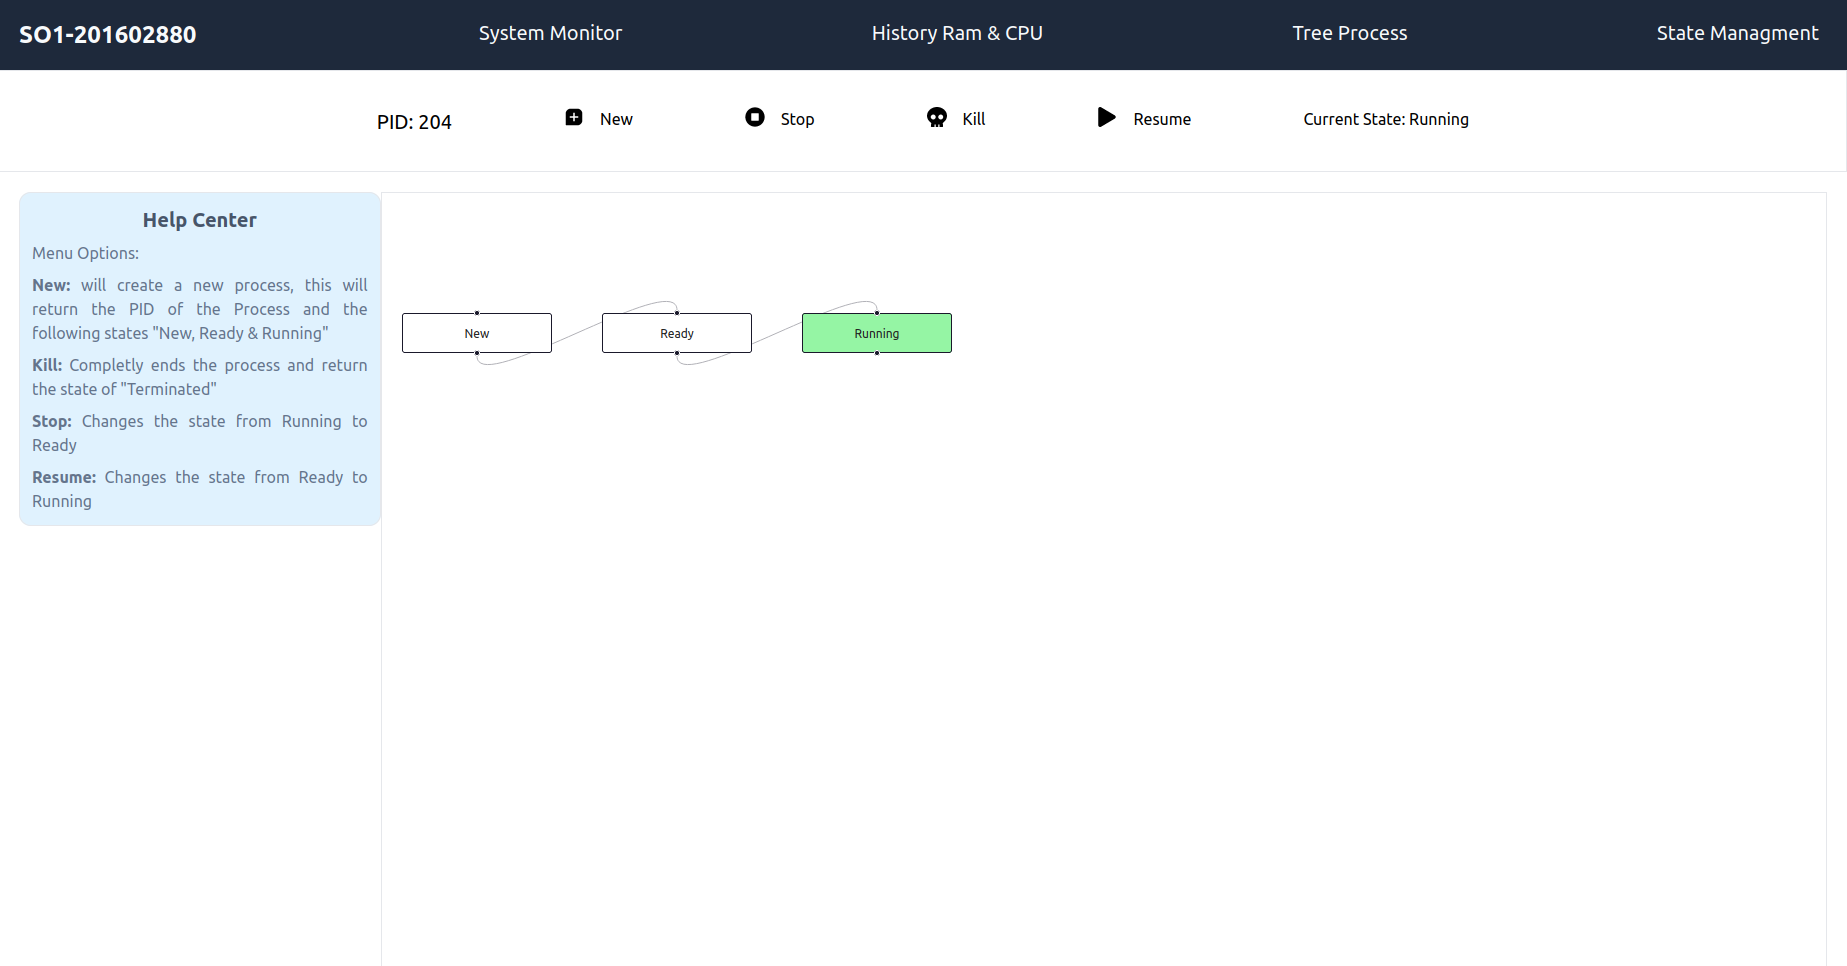 SO1-201602880
System Monitor
History Ram & CPU
Tree Process
State Managment
PID: 204
New
Stop
Kill
Resume
Current State: Running
Help Center
Menu Options:
New: will create a new process, this will
return the PID of the Process and the
following states "New, Ready & Running"
Kill: Completly ends the process and return
the state of "Terminated"
Stop: Changes the state from Running to
Ready
Resume: Changes the state from Ready to
Running
New
Ready
Running